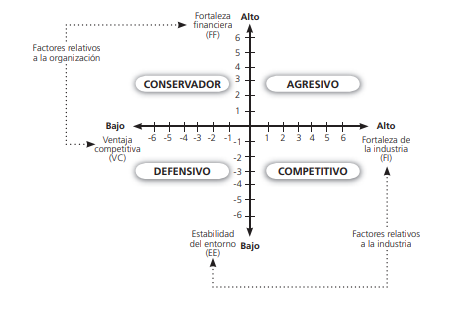 Fortaleza
financiera
(FF)
Alto
Factores relativos
a la organización
6
5
4
3
2
1
CONSERVADOR
AGRESIVO
Bajo
Alto
-6 -5 -4 -3 -2 -1
1 2 3 4 5 6
Ventaja
competitiva
(VC)
Fortaleza de
la industria
(FI)
-1
-2
-3
-4
-5
-6
DEFENSIVO
COMPETITIVO
Estabilidad
del entorno
(EE)
Bajo
Factores relativos
a la industria